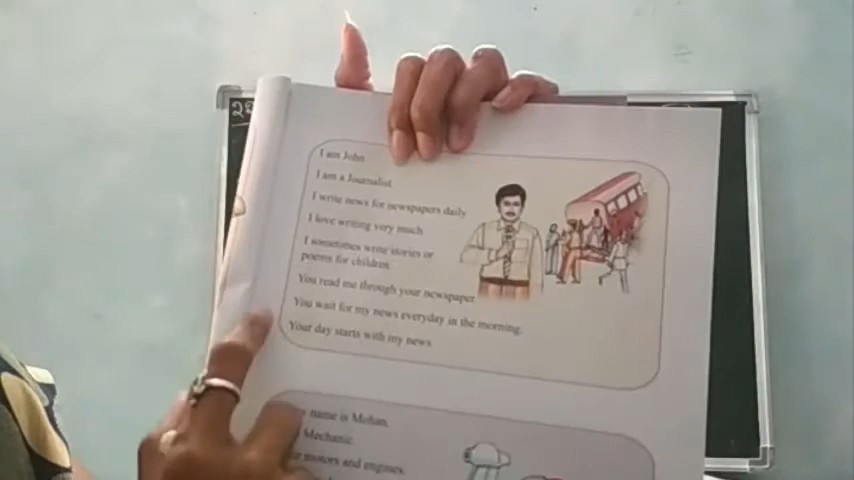 २९
I am John
I am a Journalist
I write news for newspapers daily
I love writing very much
I sometimes write stories or
poems for children
You read me through your newspaper
You wait for my news everyday in the morning.
Your day starts with my news
name is Mohan.
Mechanic.
motors and engines.